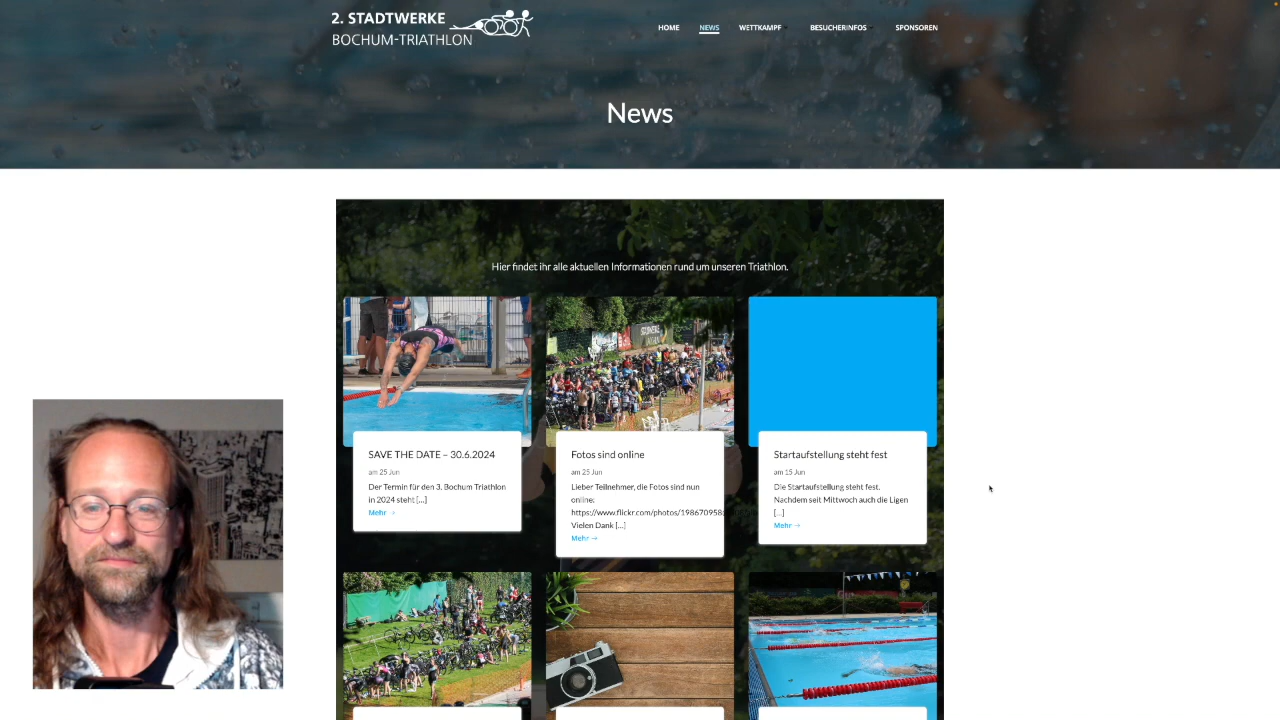 2. STADTWERKE
BOCHUM-TRIATHLON
HOME
NEWS
WETTKAMPF
BESUCHERINFOS
SPONSOREN
News
Hier findet ihr alle aktuellen Informationen rund um unseren Triathlon.
SAVE THE DATE – 30.6.2024
am 25 Jun
Der Termin für den 3. Bochum Triathlon
in 2024 steht [...]
Mehr →
Fotos sind online
am 25 Jun
Lieber Teilnehmer, die Fotos sind nun
online:
https://www.flickr.com/photos/198670958
Vielen Dank [...]
Mehr →
Startaufstellung steht fest
am 15 Jun
Die Startaufstellung steht fest.
Nachdem seit Mittwoch auch die Ligen
[...]
Mehr →